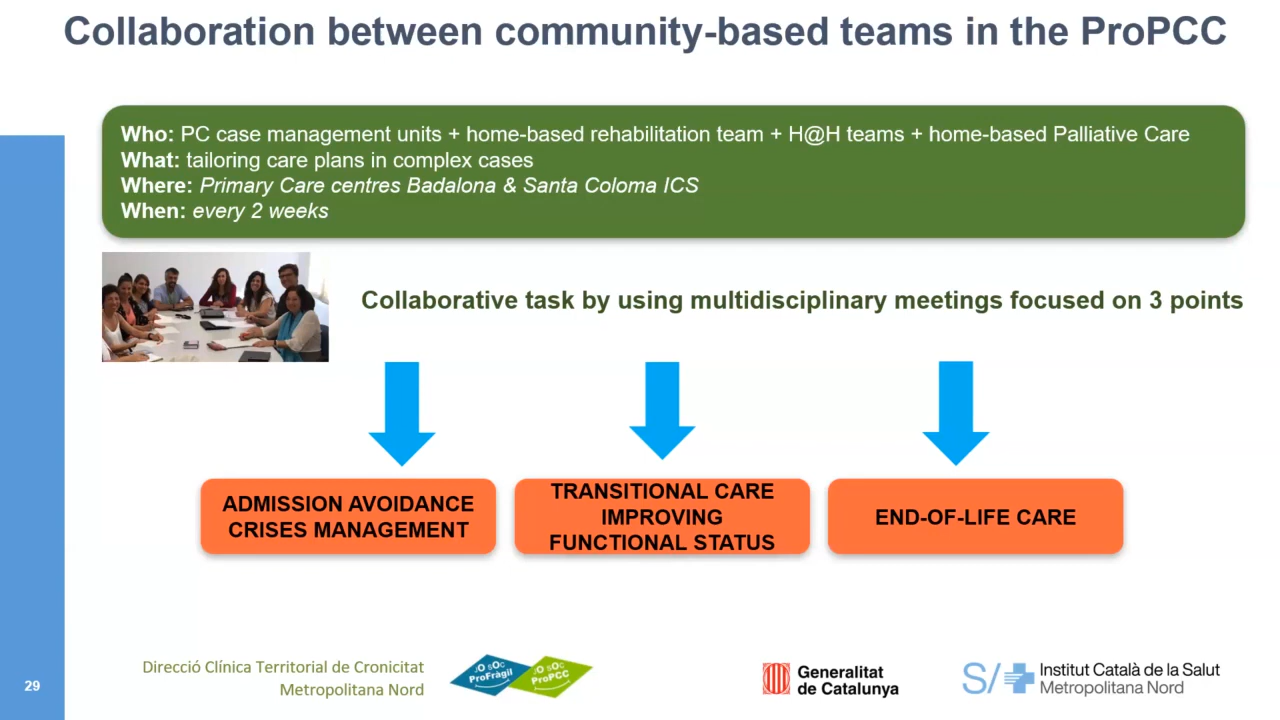 Collaboration between community-based teams in the ProPCC
Who: PC case management units + home-based rehabilitation team + H@H teams + home-based Palliative Care
What: tailoring care plans in complex cases
Where: Primary Care centres Badalona & Santa Coloma ICS
When: every 2 weeks
Collaborative task by using multidisciplinary meetings focused on 3 points
ADMISSION AVOIDANCE
CRISES MANAGEMENT
TRANSITIONAL CARE
IMPROVING
FUNCTIONAL STATUS
END-OF-LIFE CARE
29
Direcció Clínica Territorial de Cronicitat
Metropolitana Nord
JO SÓC
ProFràgil
JO SÓC
ProPCC
Generalitat
de Catalunya
S/
Institut Català de la Salut
Metropolitana Nord